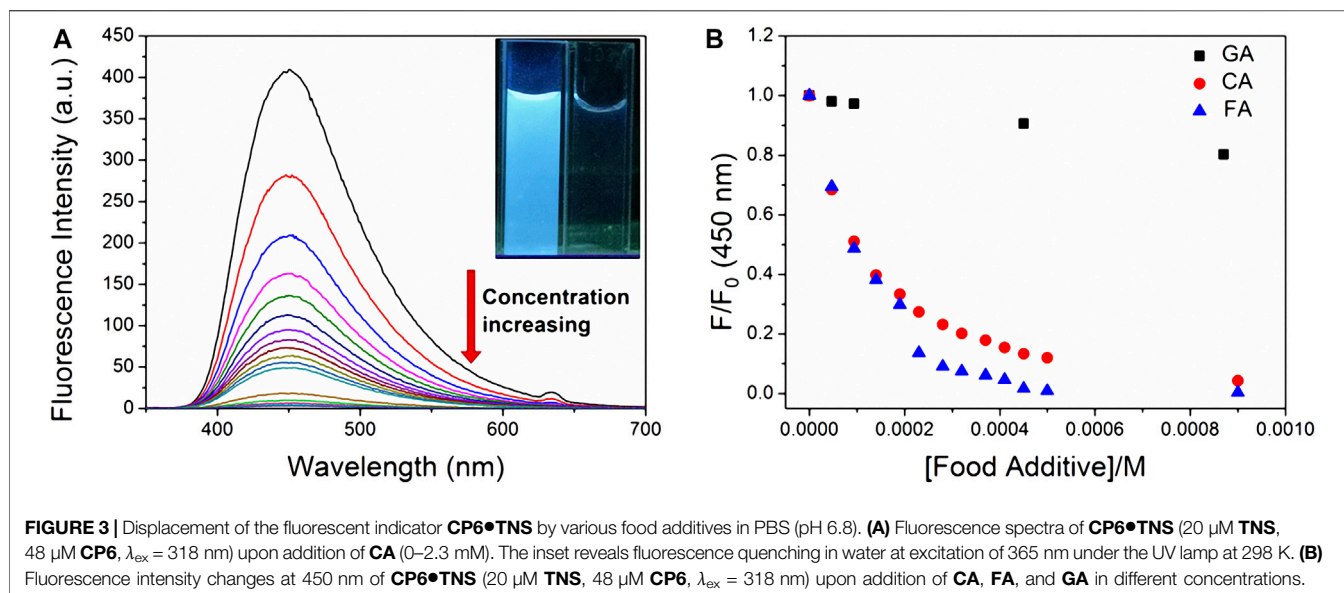 A
450
400
350
300
250
200
150
100
50
0
400
500
600
700
Fluorescence Intensity (a.u.)
Wavelength (nm)
Concentration
increasing
B
GA
CA
FA
1.2
1.0
0.8
0.6
0.4
0.2
0.0
0.0000
0.0002
0.0004
0.0006
0.0008
0.0010
F/F₀ (450 nm)
[Food Additive]/M
FIGURE 3 | Displacement of the fluorescent indicator CP6●TNS by various food additives in PBS (pH 6.8). (A) Fluorescence spectra of CP6●TNS (20 µM TNS,
48 µM CP6, λex = 318 nm) upon addition of CA (0–2.3 mM). The inset reveals fluorescence quenching in water at excitation of 365 nm under the UV lamp at 298 K. (B)
Fluorescence intensity changes at 450 nm of CP6●TNS (20 µM TNS, 48 µM CP6, λex = 318 nm) upon addition of CA, FA, and GA in different concentrations.